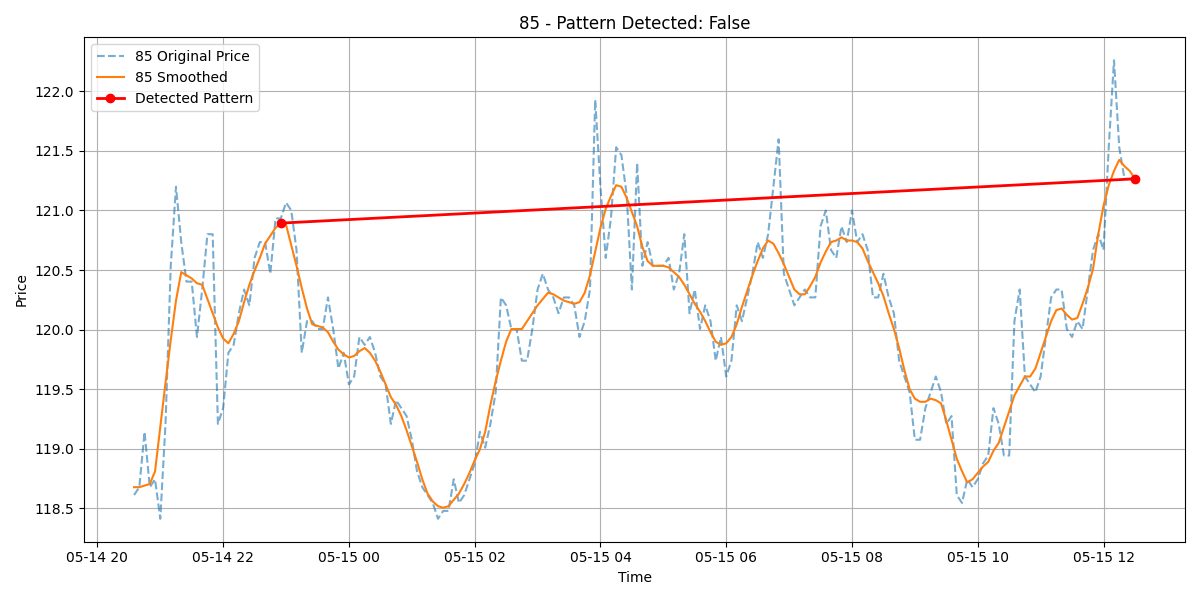 85 - Pattern Detected: False
85 Original Price
85 Smoothed
Detected Pattern
Price
122.0
121.5
121.0
120.5
120.0
119.5
119.0
118.5
05-14 20 05-14 22 05-15 00 05-15 02 05-15 04 05-15 06 05-15 08 05-15 10 05-15 12
Time